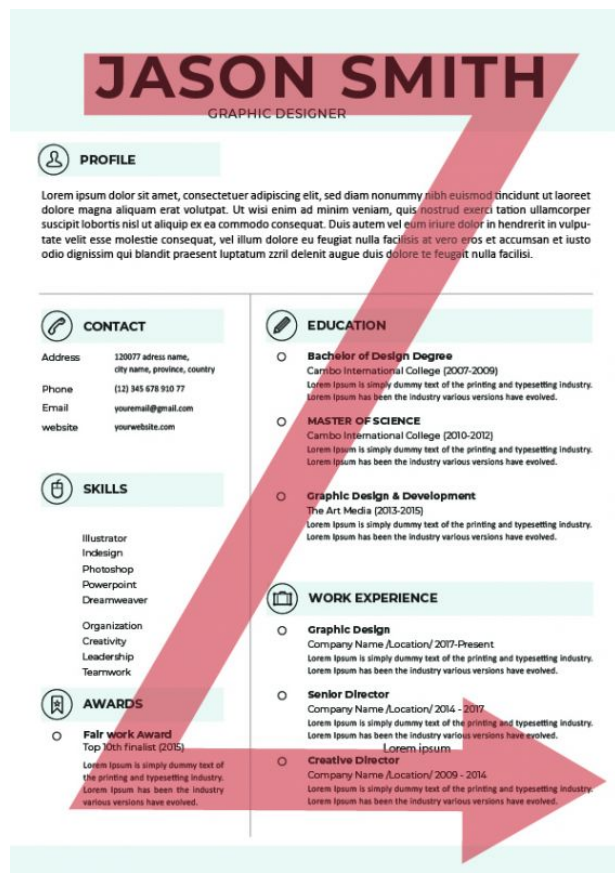 JASON SMITH
GRAPHIC DESIGNER
PROFILE
Lorem ipsum dolor sit amet, consectetuer adipiscing elit, sed diam nonummy nibh euismod tincidunt ut laoreet
dolore magna aliquam erat volutpat. Ut wisi enim ad minim veniam, quis nostrud exerci tation ullamcorper
suscipit lobortis nisl ut aliquip ex ea commodo consequat. Duis autem vel eum iriure dolor in hendrerit in vulpu-
tate velit esse molestie consequat, vel illum dolore eu feugiat nulla facilisis at vero eros et accumsan et iusto
odio dignissim qui blandit praesent luptatum zzril delenit augue duis dolore te feugait nulla facilisi.
CONTACT
Address 120077 adress name,
city name, province, country
Phone (12) 345 678 910 77
Email youremail@gmail.com
website yourwebsite.com
SKILLS
Illustrator
Indesign
Photoshop
Powerpoint
Dreamweaver
Organization
Creativity
Leadership
Teamwork
AWARDS
Fair work Award
Top 10th finalist (2015)
Lorem Ipsum is simply dummy text of
the printing and typesetting industry.
Lorem Ipsum has been the industry
various versions have evolved.
EDUCATION
Bachelor of Design Degree
Cambo International College (2007-2009)
Lorem Ipsum is simply dummy text of the printing and typesetting industry.
Lorem Ipsum has been the industry various versions have evolved.
MASTER OF SCIENCE
Cambo International College (2010-2012)
Lorem Ipsum is simply dummy text of the printing and typesetting industry.
Lorem Ipsum has been the industry various versions have evolved.
Graphic Design & Development
The Art Media (2013-2015)
Lorem Ipsum is simply dummy text of the printing and typesetting industry.
Lorem Ipsum has been the industry various versions have evolved.
WORK EXPERIENCE
Graphic Design
Company Name /Location/ 2017-Present
Lorem Ipsum is simply dummy text of the printing and typesetting industry.
Lorem Ipsum has been the industry various versions have evolved.
Senior Director
Company Name /Location/ 2014 - 2017
Lorem Ipsum is simply dummy text of the printing and typesetting industry.
Lorem Ipsum has been the industry various versions have evolved.
Lorem ipsum
Creative Director
Company Name /Location/ 2009 - 2014
Lorem Ipsum is simply dummy text of the printing and typesetting industry.
Lorem Ipsum has been the industry various versions have evolved.